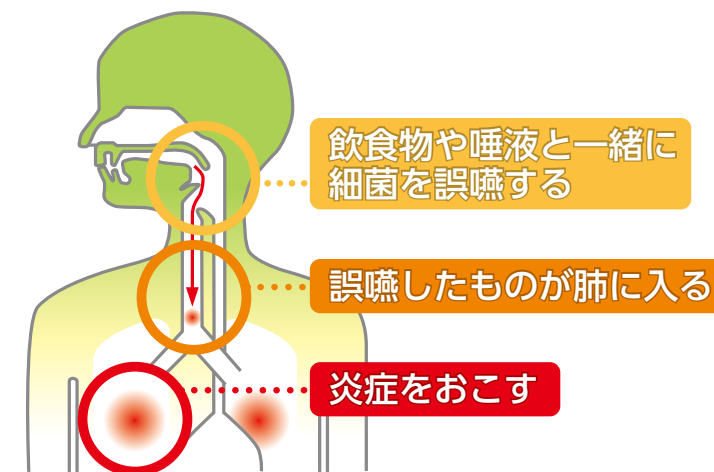 飲食物や唾液と一緒に
細菌を誤嚥する
誤嚥したものが肺に入る
炎症をおこす